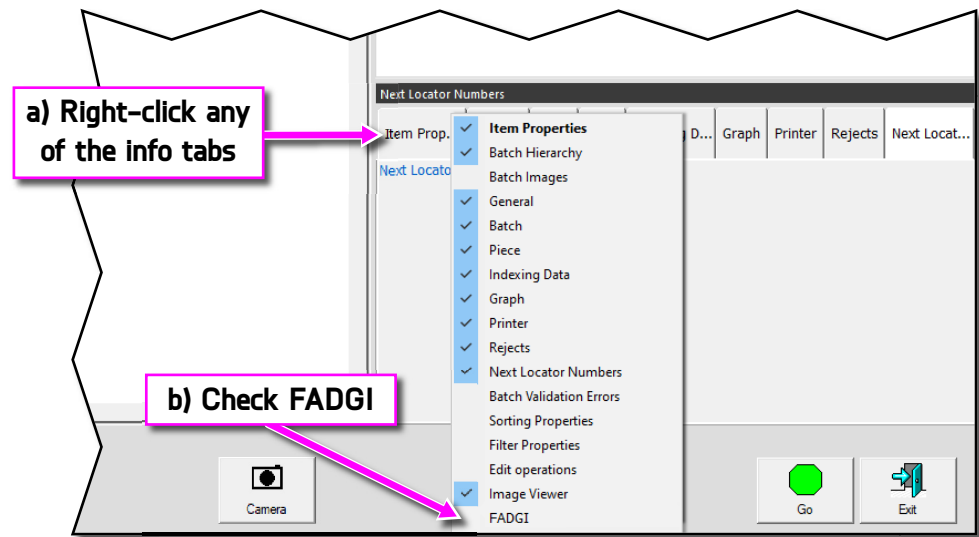 Next Locator Numbers
a) Right-click any
of the info tabs
Item Prop. D... Graph Printer Rejects Next Locat...
Next Locato
Item Properties
Batch Hierarchy
Batch Images
General
Batch
Piece
Indexing Data
Graph
Printer
Rejects
Next Locator Numbers
Batch Validation Errors
Sorting Properties
Filter Properties
Edit operations
Image Viewer
FADGI
b) Check FADGI
Camera
Go
Exit